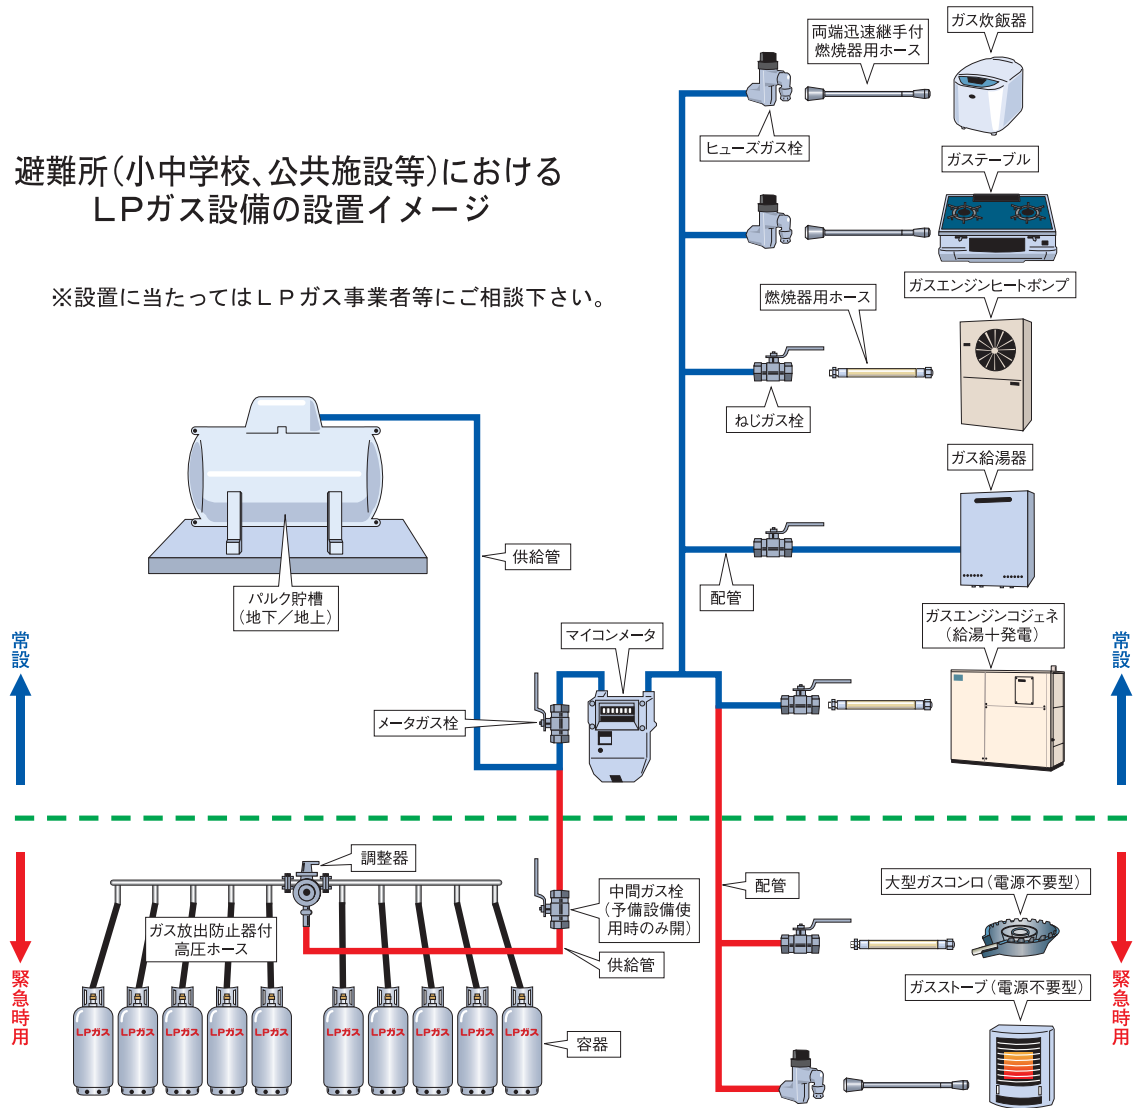 避難所(小中学校、公共施設等)における
LPガス設備の設置イメージ
※設置に当たってはLPガス事業者等にご相談下さい。
両端迅速継手付
燃焼器用ホース
ガス炊飯器
ヒューズガス栓
ガステーブル
燃焼器用ホース
ガスエンジンヒートポンプ
ねじガス栓
ガス給湯器
供給管
配管
バルク貯槽
(地下/地上)
マイコンメータ
ガスエンジンコジェネ
(給湯+発電)
メータガス栓
常設
常設
緊急時用
緊急時用
調整器
ガス放出防止器付
高圧ホース
中間ガス栓
(予備設備使
用時のみ開)
供給管
配管
大型ガスコンロ(電源不要型)
ガスストーブ(電源不要型)
LPガス
LPガス
LPガス
LPガス
LPガス
LPガス
LPガス
LPガス
LPガス
LPガス
容器